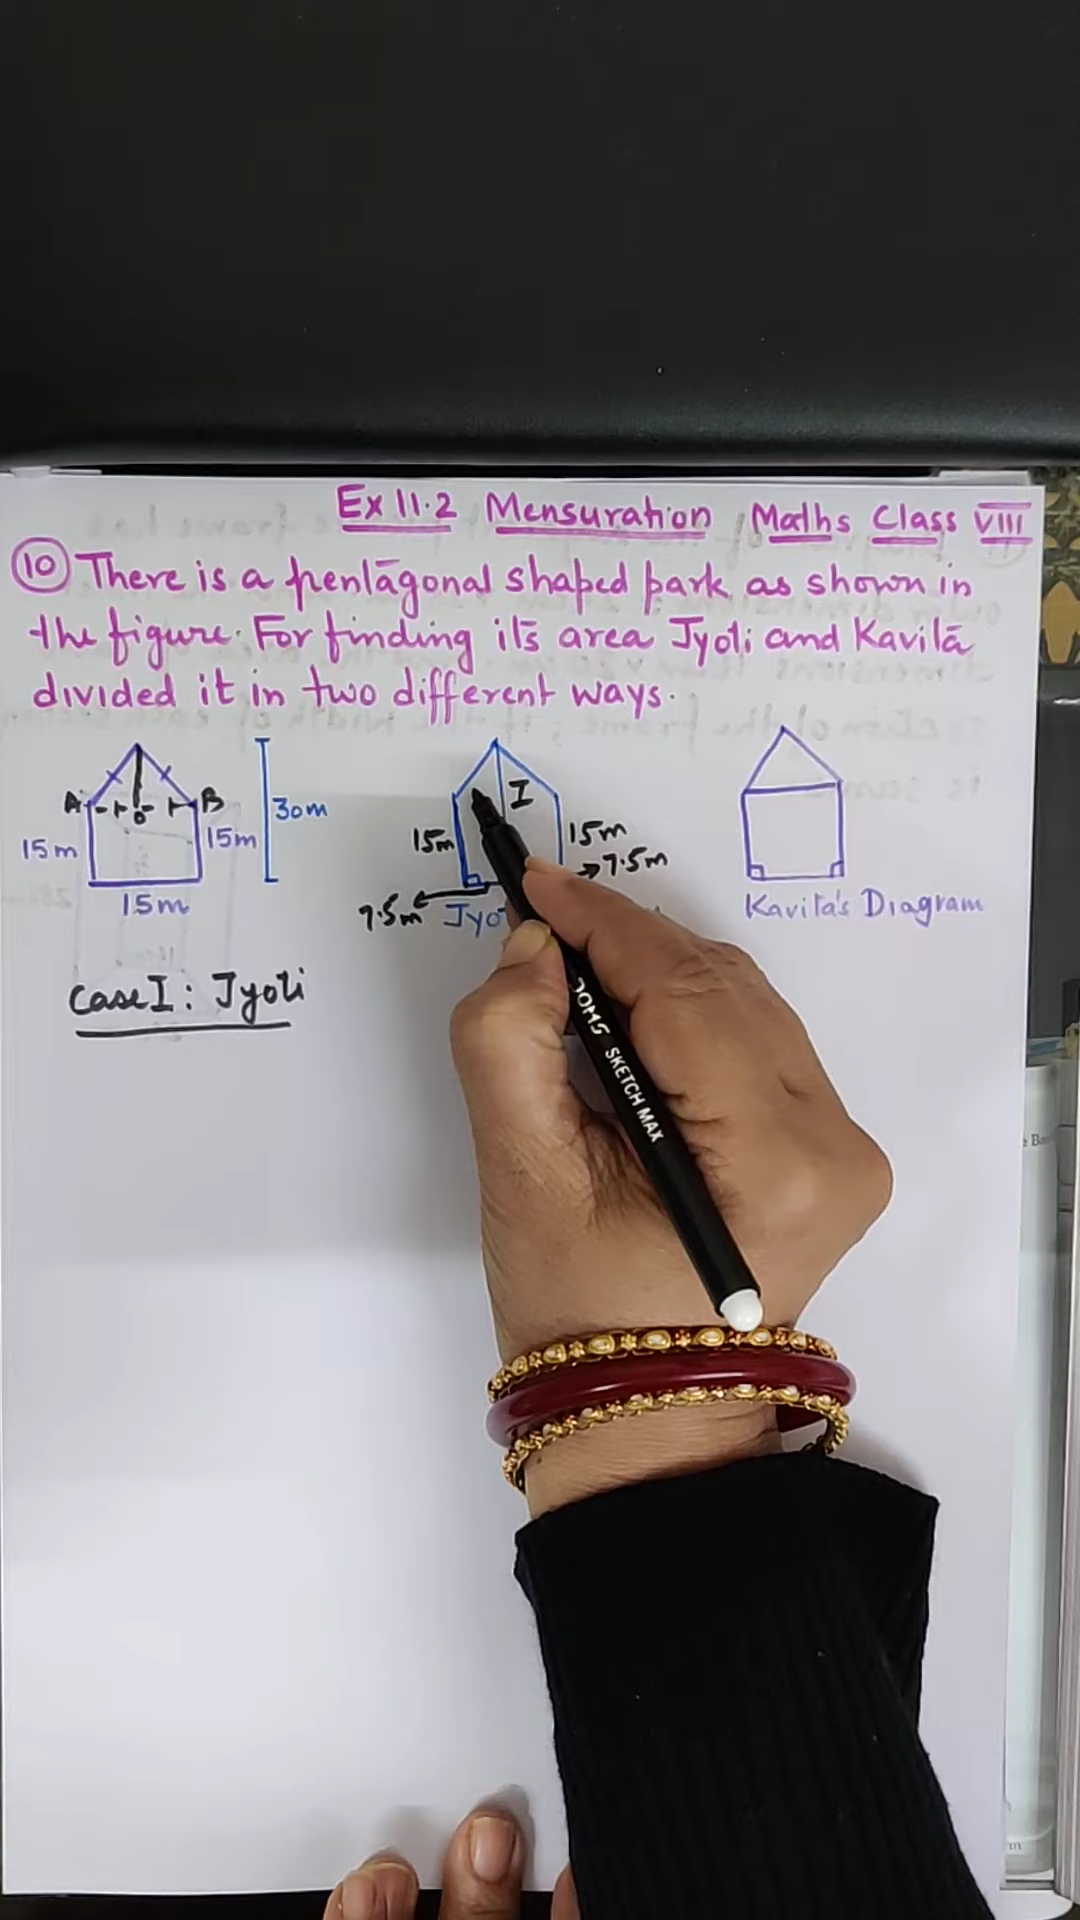 Ex 11.2 Mensuration Maths Class VIII
10 There is a pentagonal shaped park as shown in
the figure. For finding its area Jyoti and Kavita
divided it in two different ways.
A B
O
30m
15m 15m
15m
I
15m 15m
7.5m
7.5m
Kavita's Diagram
Case I: Jyoti
SKETCH MAX